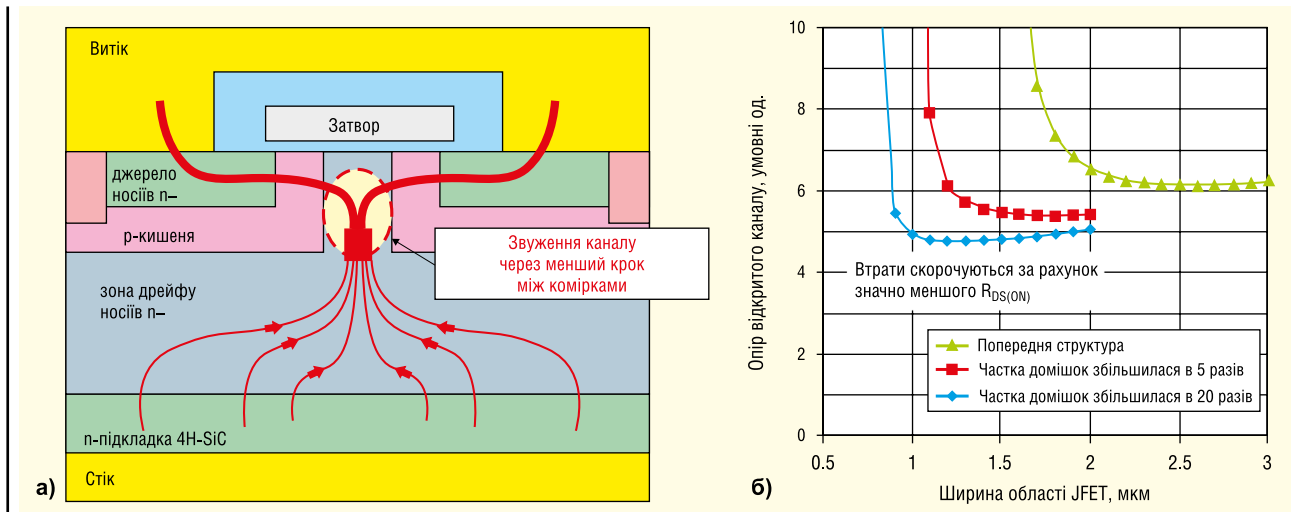 Витік
Затвор
джерело
носіїв n–
p-кишеня
Звуження каналу
через менший крок
між комірками
зона дрейфу
носіїв n–
n-підкладка 4H-SiC
Стік
а)
Опір відкритого каналу, умовні од.
10
8
6
4
2
0
Втрати скорочуються за рахунок
значно меншого R_DS(ON)
Попередня структура
Частка домішок збільшилася в 5 разів
Частка домішок збільшилася в 20 разів
0.5 1 1.5 2 2.5 3
Ширина області JFET, мкм
б)